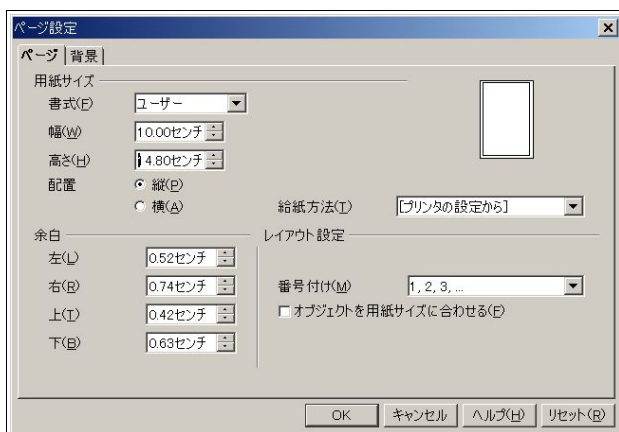 ページ設定
ページ 背景
用紙サイズ
書式(F) ユーザー
幅(W) 10.00センチ
高さ(H) 14.80センチ
配置 縦(P)
横(A)
給紙方法(T) [プリンタの設定から]
余白
左(L) 0.52センチ
右(R) 0.74センチ
上(T) 0.42センチ
下(B) 0.63センチ
レイアウト設定
番号付け(M) 1, 2, 3, ...
オブジェクトを用紙サイズに合わせる(F)
OK キャンセル ヘルプ(H) リセット(R)